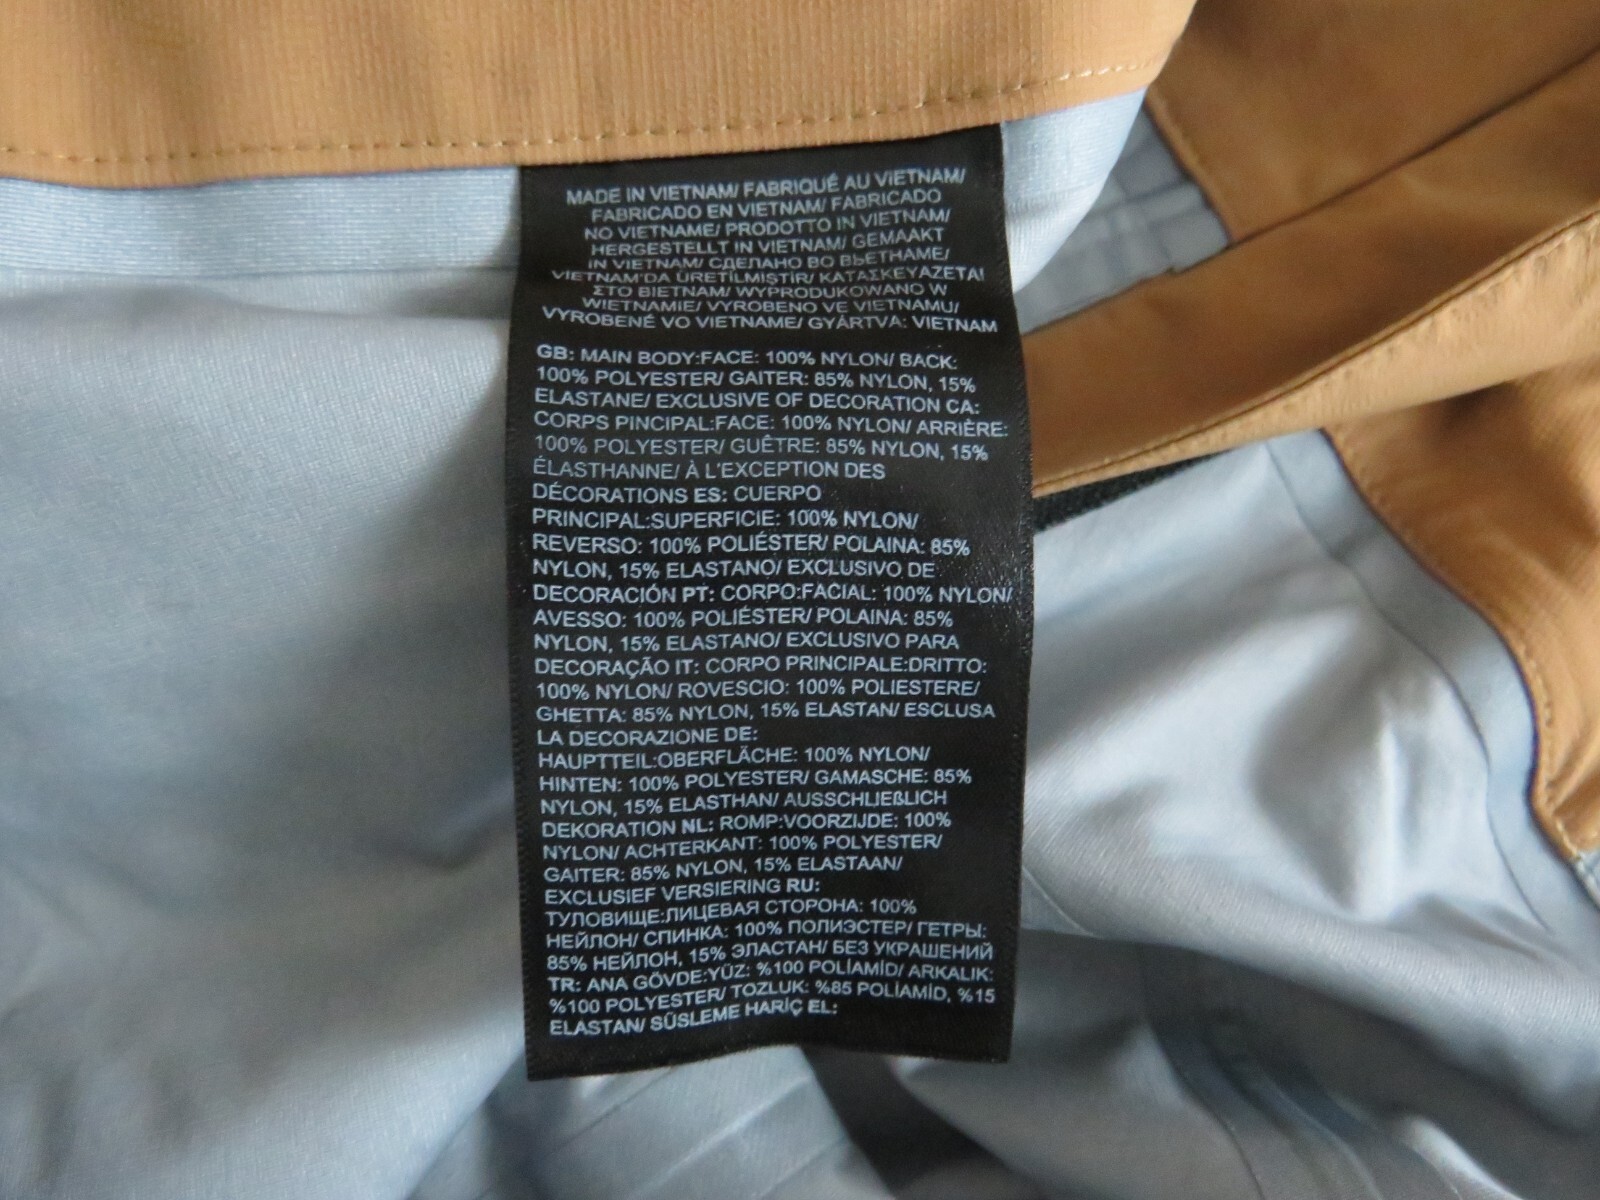 MADE IN VIETNAM/ FABRIQUÉ AU VIETNAM/
FABRICADO EN VIETNAM/ FABRICADO
NO VIETNAME/ PRODOTTO IN VIETNAM/
HERGESTELLT IN VIETNAM/ GEMAAKT
IN VIETNAM/ СДЕЛАНО ВО ВЬЕТНАМЕ/
VIETNAM'DA ÜRETİLMİŞTİR/ ΚΑΤΑΣΚΕΥΑΖΕΤΑΙ
ΣΤΟ ΒΙΕΤΝΑΜ/ WYPRODUKOWANO W
WIETNAMIE/ VYROBENO VE VIETNAMU/
VYROBENÉ VO VIETNAME/ GYÁRTVA: VIETNAM
GB: MAIN BODY:FACE: 100% NYLON/ BACK:
100% POLYESTER/ GAITER: 85% NYLON, 15%
ELASTANE/ EXCLUSIVE OF DECORATION CA:
CORPS PINCIPAL:FACE: 100% NYLON/ ARRIÈRE:
100% POLYESTER/ GUÊTRE: 85% NYLON, 15%
ÉLASTHANNE/ À L'EXCEPTION DES
DÉCORATIONS ES: CUERPO
PRINCIPAL:SUPERFICIE: 100% NYLON/
REVERSO: 100% POLIÉSTER/ POLAINA: 85%
NYLON, 15% ELASTANO/ EXCLUSIVO DE
DECORACIÓN PT: CORPO:FACIAL: 100% NYLON/
AVESSO: 100% POLIÉSTER/ POLAINA: 85%
NYLON, 15% ELASTANO/ EXCLUSIVO PARA
DECORAÇÃO IT: CORPO PRINCIPALE:DRITTO:
100% NYLON/ ROVESCIO: 100% POLIESTERE/
GHETTA: 85% NYLON, 15% ELASTAN/ ESCLUSA
LA DECORAZIONE DE:
HAUPTTEIL:OBERFLÄCHE: 100% NYLON/
HINTEN: 100% POLYESTER/ GAMASCHE: 85%
NYLON, 15% ELASTHAN/ AUSSCHLIEßLICH
DEKORATION NL: ROMP:VOORZIJDE: 100%
NYLON/ ACHTERKANT: 100% POLYESTER/
GAITER: 85% NYLON, 15% ELASTAAN/
EXCLUSIEF VERSIERING RU:
ТУЛОВИЩЕ:ЛИЦЕВАЯ СТОРОНА: 100%
НЕЙЛОН/ СПИНКА: 100% ПОЛИЭСТЕР/ ГЕТРЫ:
85% НЕЙЛОН, 15% ЭЛАСТАН/ БЕЗ УКРАШЕНИЙ
TR: ANA GÖVDE:YÜZ: %100 POLİAMİD/ ARKALIK:
%100 POLYESTER/ TOZLUK: %85 POLİAMİD, %15
ELASTAN/ SÜSLEME HARİÇ EL: